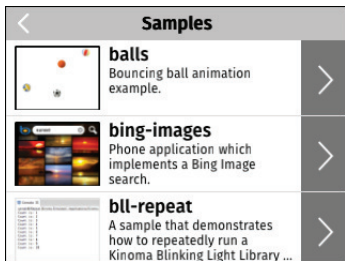 Samples
balls
Bouncing ball animation
example.
bing-images
Phone application which
implements a Bing Image
search.
bll-repeat
A sample that demonstrates
how to repeatedly run a
Kinoma Blinking Light Library ...